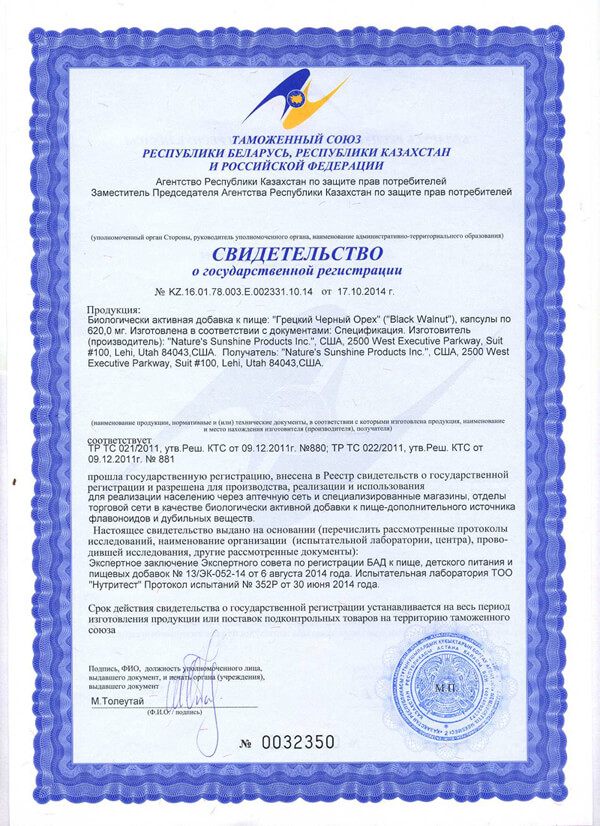 ТАМОЖЕННЫЙ СОЮЗ
РЕСПУБЛИКИ БЕЛАРУСЬ, РЕСПУБЛИКИ КАЗАХСТАН
И РОССИЙСКОЙ ФЕДЕРАЦИИ
Агентство Республики Казахстан по защите прав потребителей
Заместитель Председателя Агентства Республики Казахстан по защите прав потребителей
(уполномоченный орган Стороны, руководитель уполномоченного органа, наименование административно-территориального образования)
СВИДЕТЕЛЬСТВО
о государственной регистрации
№ KZ.16.01.78.003.E.002331.10.14 от 17.10.2014 г.
Продукция:
Биологически активная добавка к пище: "Грецкий Черный Орех" ("Black Walnut"), капсулы по
620,0 мг. Изготовлена в соответствии с документами: Спецификация. Изготовитель
(производитель): "Nature's Sunshine Products Inc.", США, 2500 West Executive Parkway, Suit
#100, Lehi, Utah 84043,США. Получатель: "Nature's Sunshine Products Inc.", США, 2500 West
Executive Parkway, Suit #100, Lehi, Utah 84043,США.
(наименование продукции, нормативные и (или) технические документы, в соответствии с которыми изготовлена продукция, наименование
и место нахождения изготовителя (производителя), получателя)
соответствует
ТР ТС 021/2011, утв.Реш. КТС от 09.12.2011г. №880; ТР ТС 022/2011, утв.Реш. КТС от
09.12.2011г. № 881
прошла государственную регистрацию, внесена в Реестр свидетельств о государственной
регистрации и разрешена для производства, реализации и использования
для реализации населению через аптечную сеть и специализированные магазины, отделы
торговой сети в качестве биологически активной добавки к пище-дополнительного источника
флавоноидов и дубильных веществ.
Настоящее свидетельство выдано на основании (перечислить рассмотренные протоколы
исследований, наименование организации (испытательной лаборатории, центра), прово-
дившей исследования, другие рассмотренные документы):
Экспертное заключение Экспертного совета по регистрации БАД к пище, детского питания и
пищевых добавок № 13/ЭК-052-14 от 6 августа 2014 года. Испытательная лаборатория ТОО
"Нутритест" Протокол испытаний № 352Р от 30 июня 2014 года.
Срок действия свидетельства о государственной регистрации устанавливается на весь период
изготовления продукции или поставок подконтрольных товаров на территорию таможенного
союза
Подпись, ФИО, должность уполномоченного лица,
выдавшего документ, и печать органа (учреждения),
выдавшего документ
М.Толеутай
(Ф.И.О./ подпись)
М.П.
№ 0032350